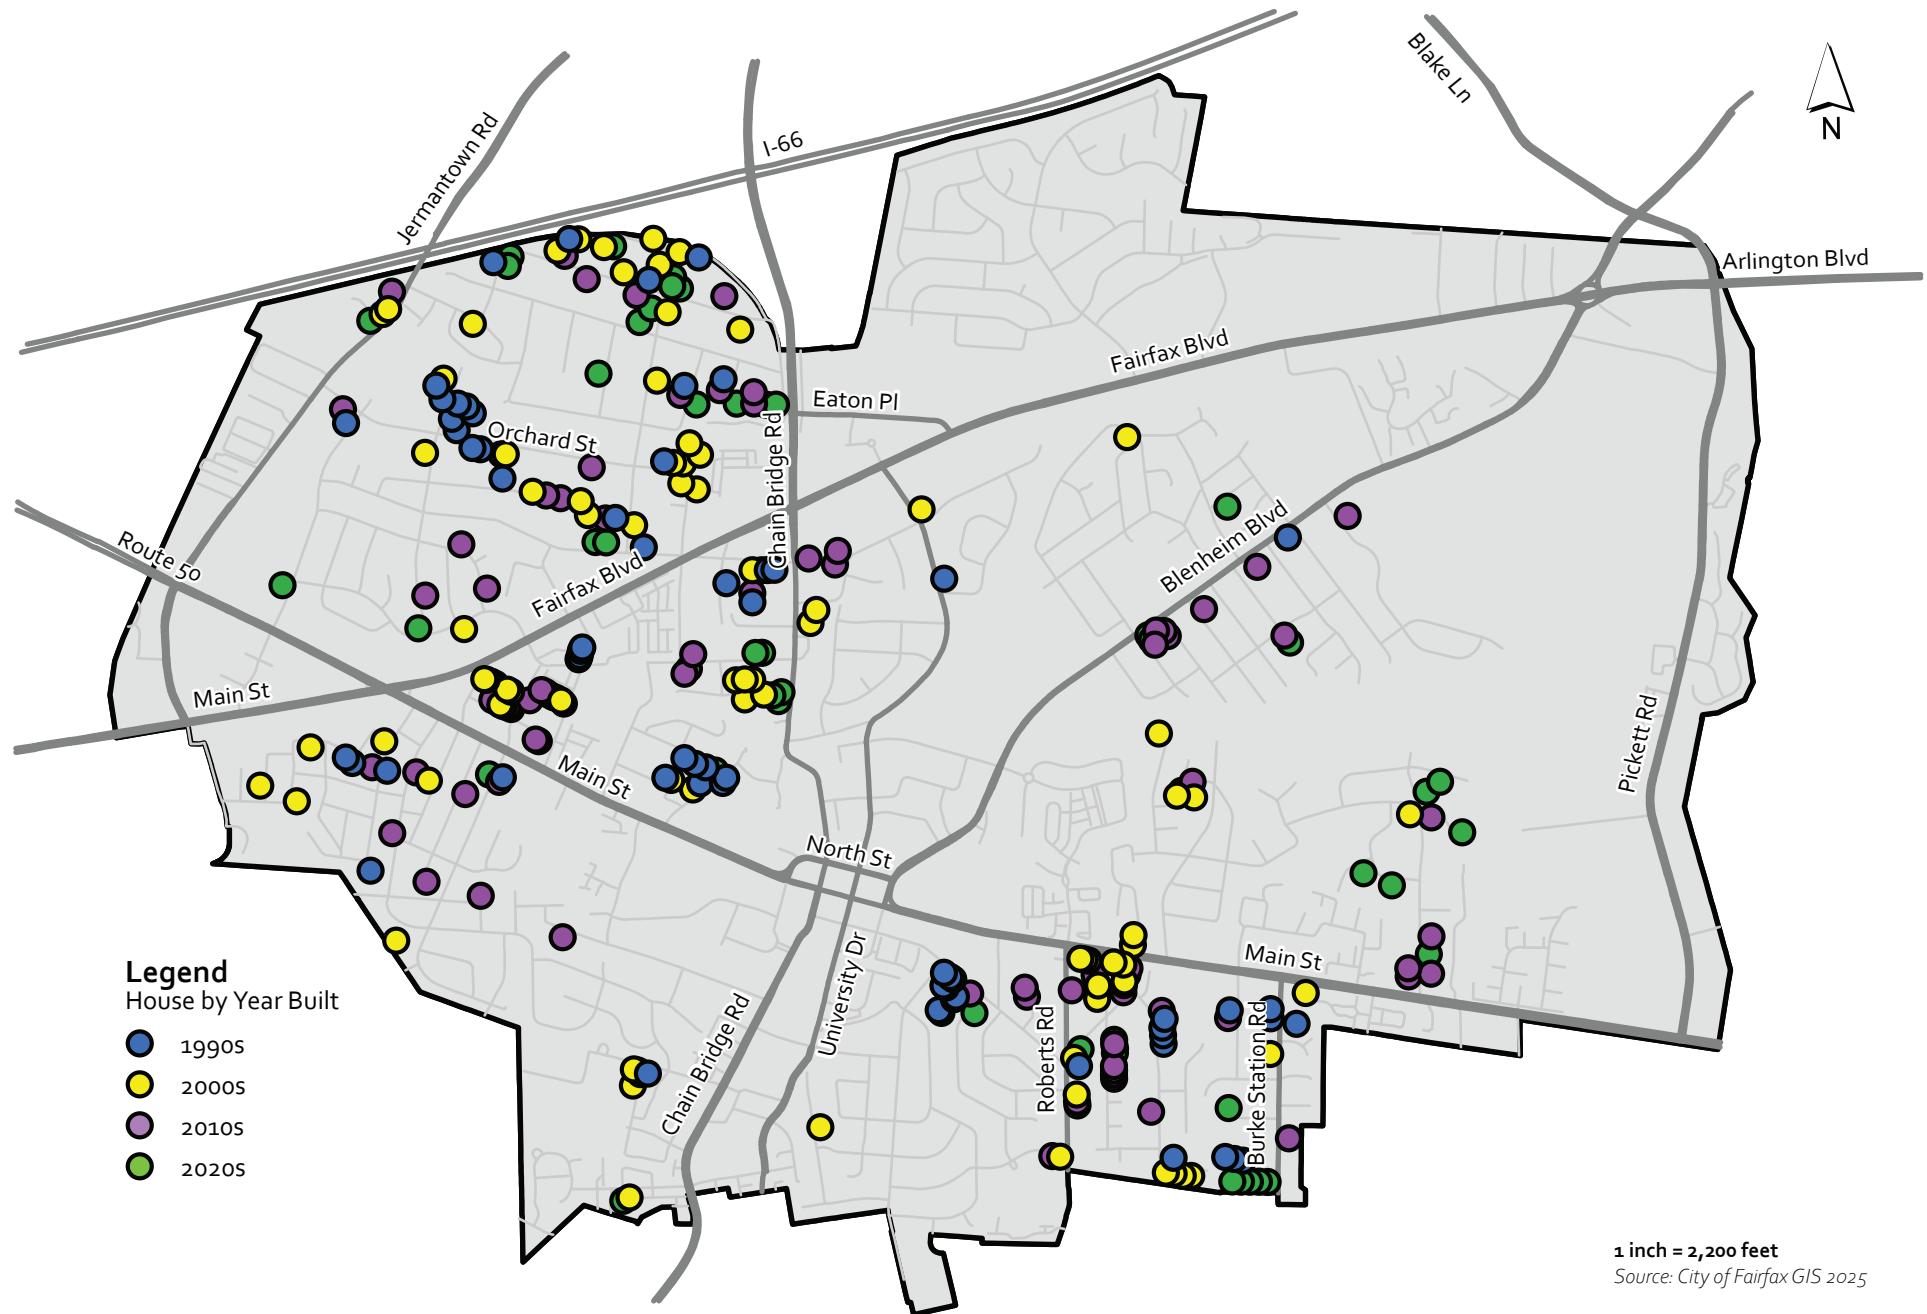 Blake Ln
N
I-66
Jermantown Rd
Arlington Blvd
Fairfax Blvd
Eaton Pl
Orchard St
Chain Bridge Rd
Blenheim Blvd
Route 50
Fairfax Blvd
Main St
Pickett Rd
Main St
North St
Main St
University Dr
Chain Bridge Rd
Roberts Rd
Burke Station Rd
Legend
House by Year Built
1990s
2000s
2010s
2020s
1 inch = 2,200 feet
Source: City of Fairfax GIS 2025